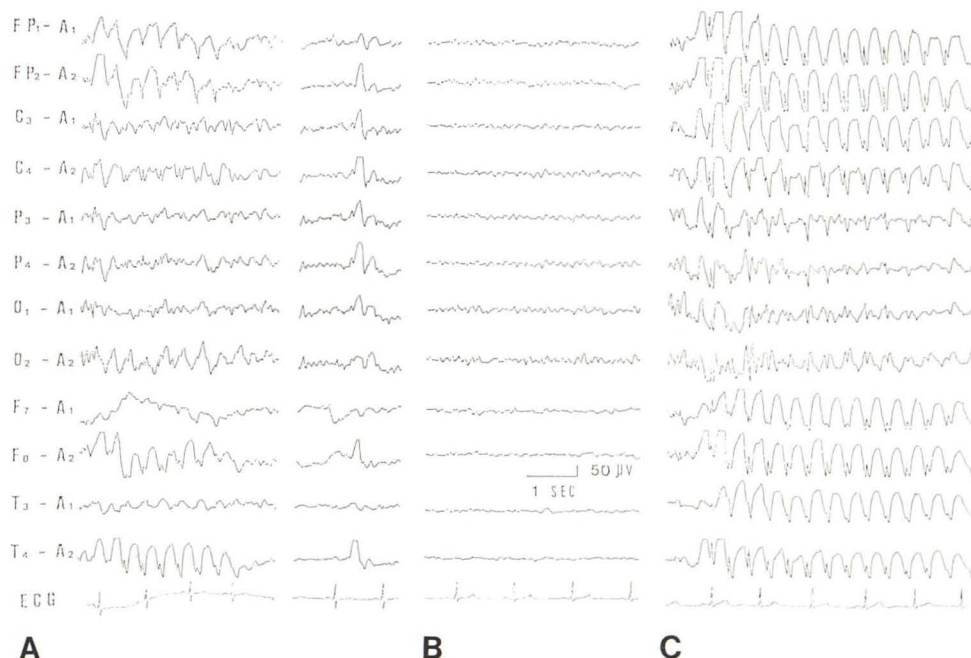 FP₁ - A₁
FP₂ - A₂
C₃ - A₁
C₄ - A₂
P₃ - A₁
P₄ - A₂
O₁ - A₁
O₂ - A₂
F₇ - A₁
F₈ - A₂
50 µV
1 SEC
T₃ - A₁
T₄ - A₂
ECG
A B C